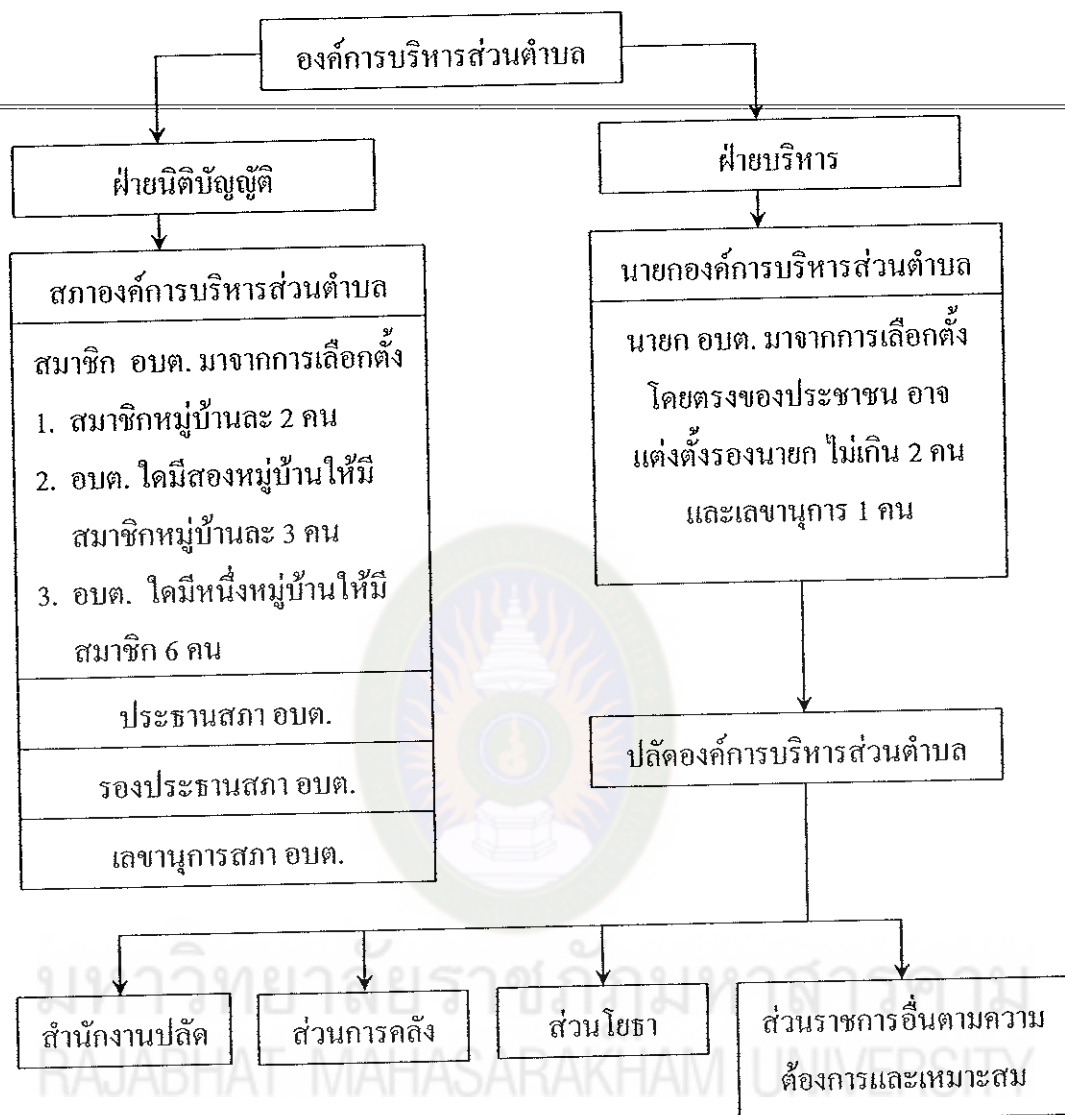 องค์การบริหารส่วนตำบล
ฝ่ายนิติบัญญัติ
ฝ่ายบริหาร
สภาองค์การบริหารส่วนตำบล
สมาชิก อบต. มาจากการเลือกตั้ง
1. สมาชิกหมู่บ้านละ 2 คน
2. อบต. ใดมีสองหมู่บ้านให้มี
สมาชิกหมู่บ้านละ 3 คน
3. อบต. ใดมีหนึ่งหมู่บ้านให้มี
สมาชิก 6 คน
ประธานสภา อบต.
รองประธานสภา อบต.
เลขานุการสภา อบต.
นายกองค์การบริหารส่วนตำบล
นายก อบต. มาจากการเลือกตั้ง
โดยตรงของประชาชน อาจ
แต่งตั้งรองนายก ไม่เกิน 2 คน
และเลขานุการ 1 คน
ปลัดองค์การบริหารส่วนตำบล
สำนักงานปลัด
ส่วนการคลัง
ส่วนโยธา
ส่วนราชการอื่นตามความ
ต้องการและเหมาะสม
มหาวิทยาลัยราชภัฏมหาสารคาม
RAJABHAT MAHASARAKHAM UNIVERSITY